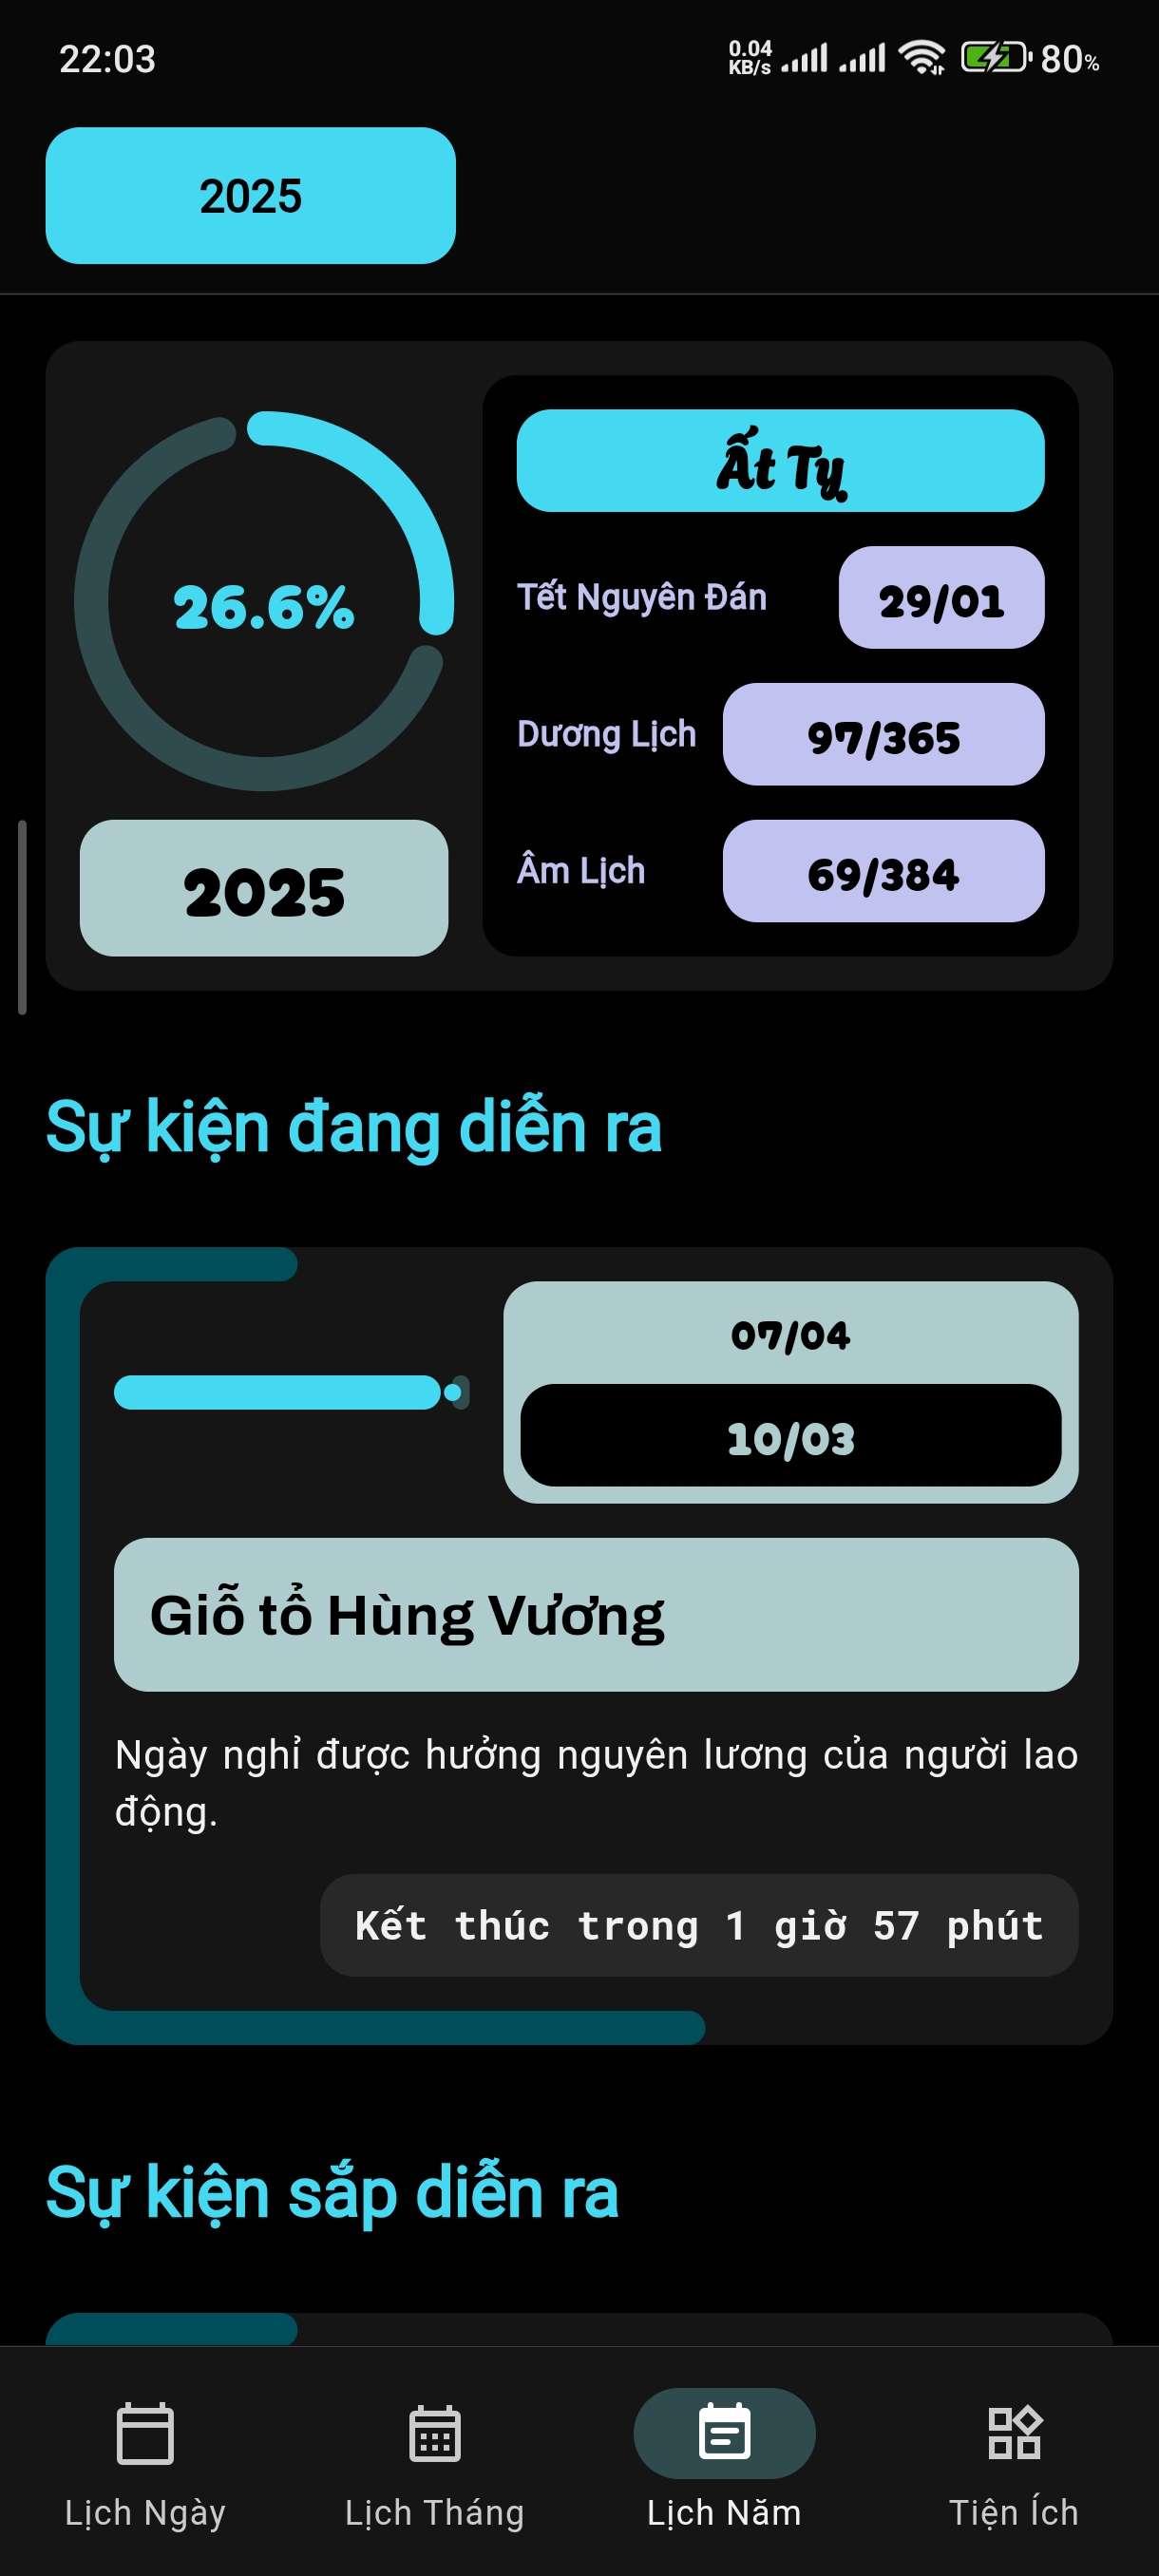 22:03
0.04
KB/s
80%
2025
26.6%
2025
Ất Tỵ
Tết Nguyên Đán
29/01
Dương Lịch
97/365
Âm Lịch
69/384
Sự kiện đang diễn ra
07/04
10/03
Giỗ tổ Hùng Vương
Ngày nghỉ được hưởng nguyên lương của người lao
động.
Kết thúc trong 1 giờ 57 phút
Sự kiện sắp diễn ra
Lịch Ngày
Lịch Tháng
Lịch Năm
Tiện Ích